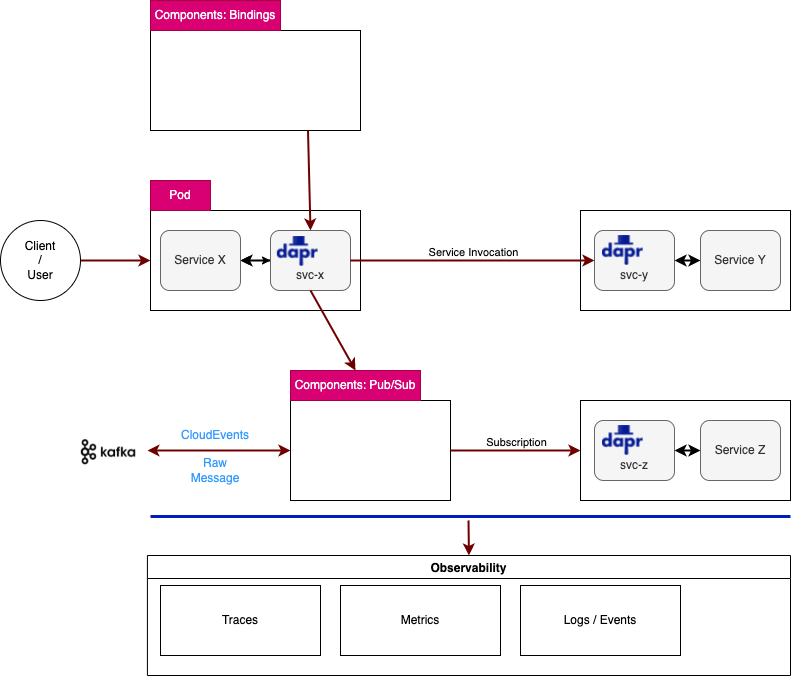 Components: Bindings
Pod
Client
/
User
Service X
dapr
svc-x
Service Invocation
dapr
svc-y
Service Y
Components: Pub/Sub
kafka
CloudEvents
Raw
Message
Subscription
dapr
svc-z
Service Z
Observability
Traces
Metrics
Logs / Events